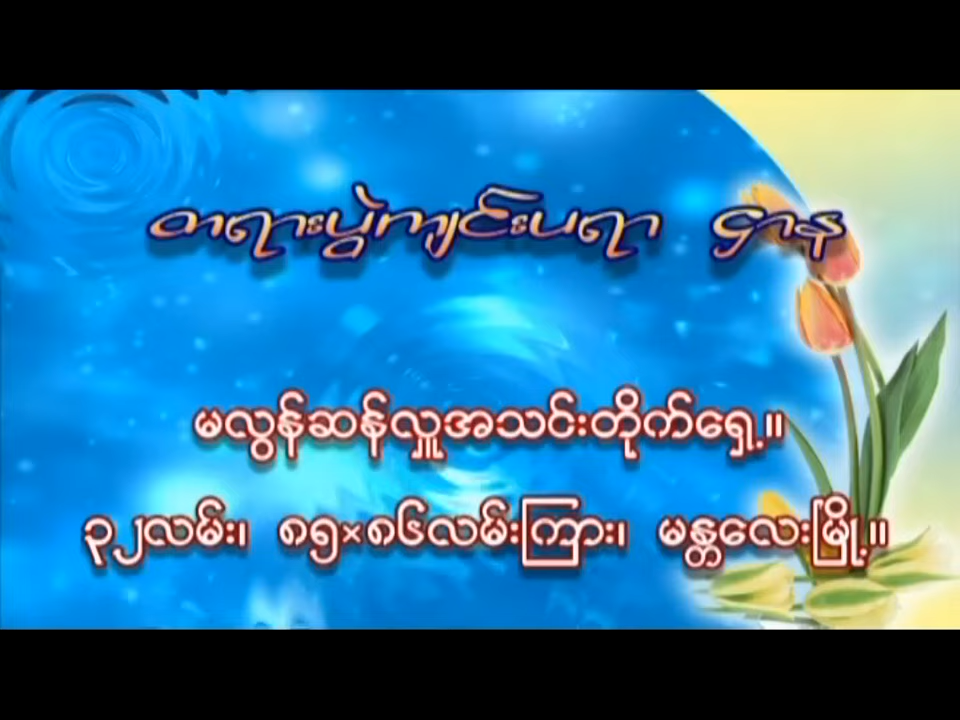 တရားပွဲကျင်းပရာ ဌာန
မလွန်ဆန်လှူအသင်းတိုက်ရှေ့။
၃၂လမ်း၊ ၈၅×၈၆လမ်းကြား၊ မန္တလေးမြို့။